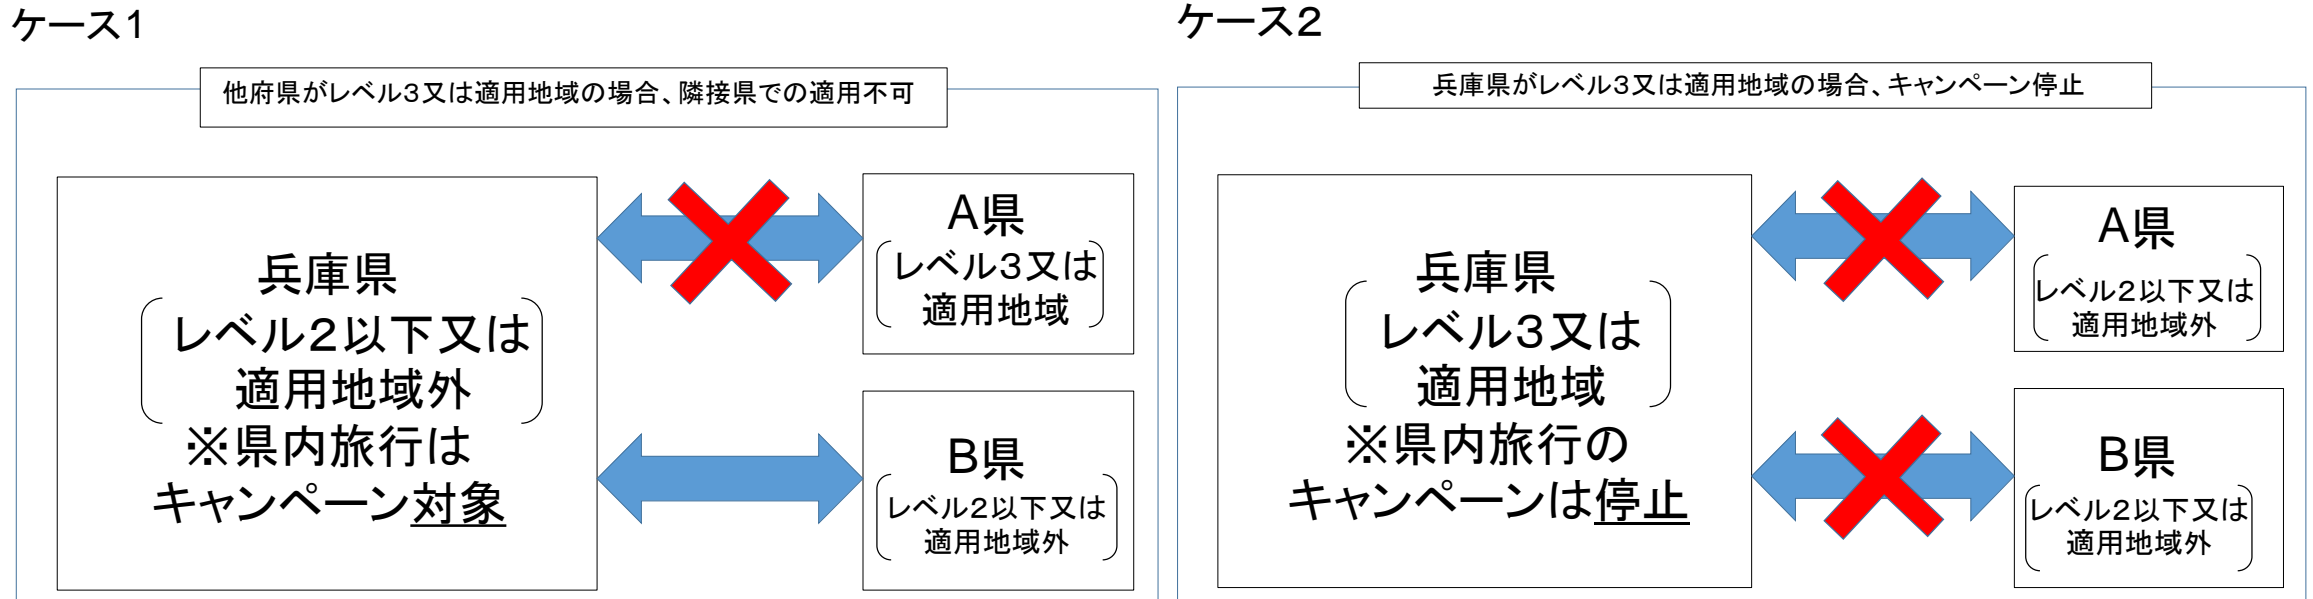 ケース1
他府県がレベル3又は適用地域の場合、隣接県での適用不可
兵庫県
レベル2以下又は
適用地域外
※県内旅行は
キャンペーン対象
A県
レベル3又は
適用地域
B県
レベル2以下又は
適用地域外
ケース2
兵庫県がレベル3又は適用地域の場合、キャンペーン停止
兵庫県
レベル3又は
適用地域
※県内旅行の
キャンペーンは停止
A県
レベル2以下又は
適用地域外
B県
レベル2以下又は
適用地域外